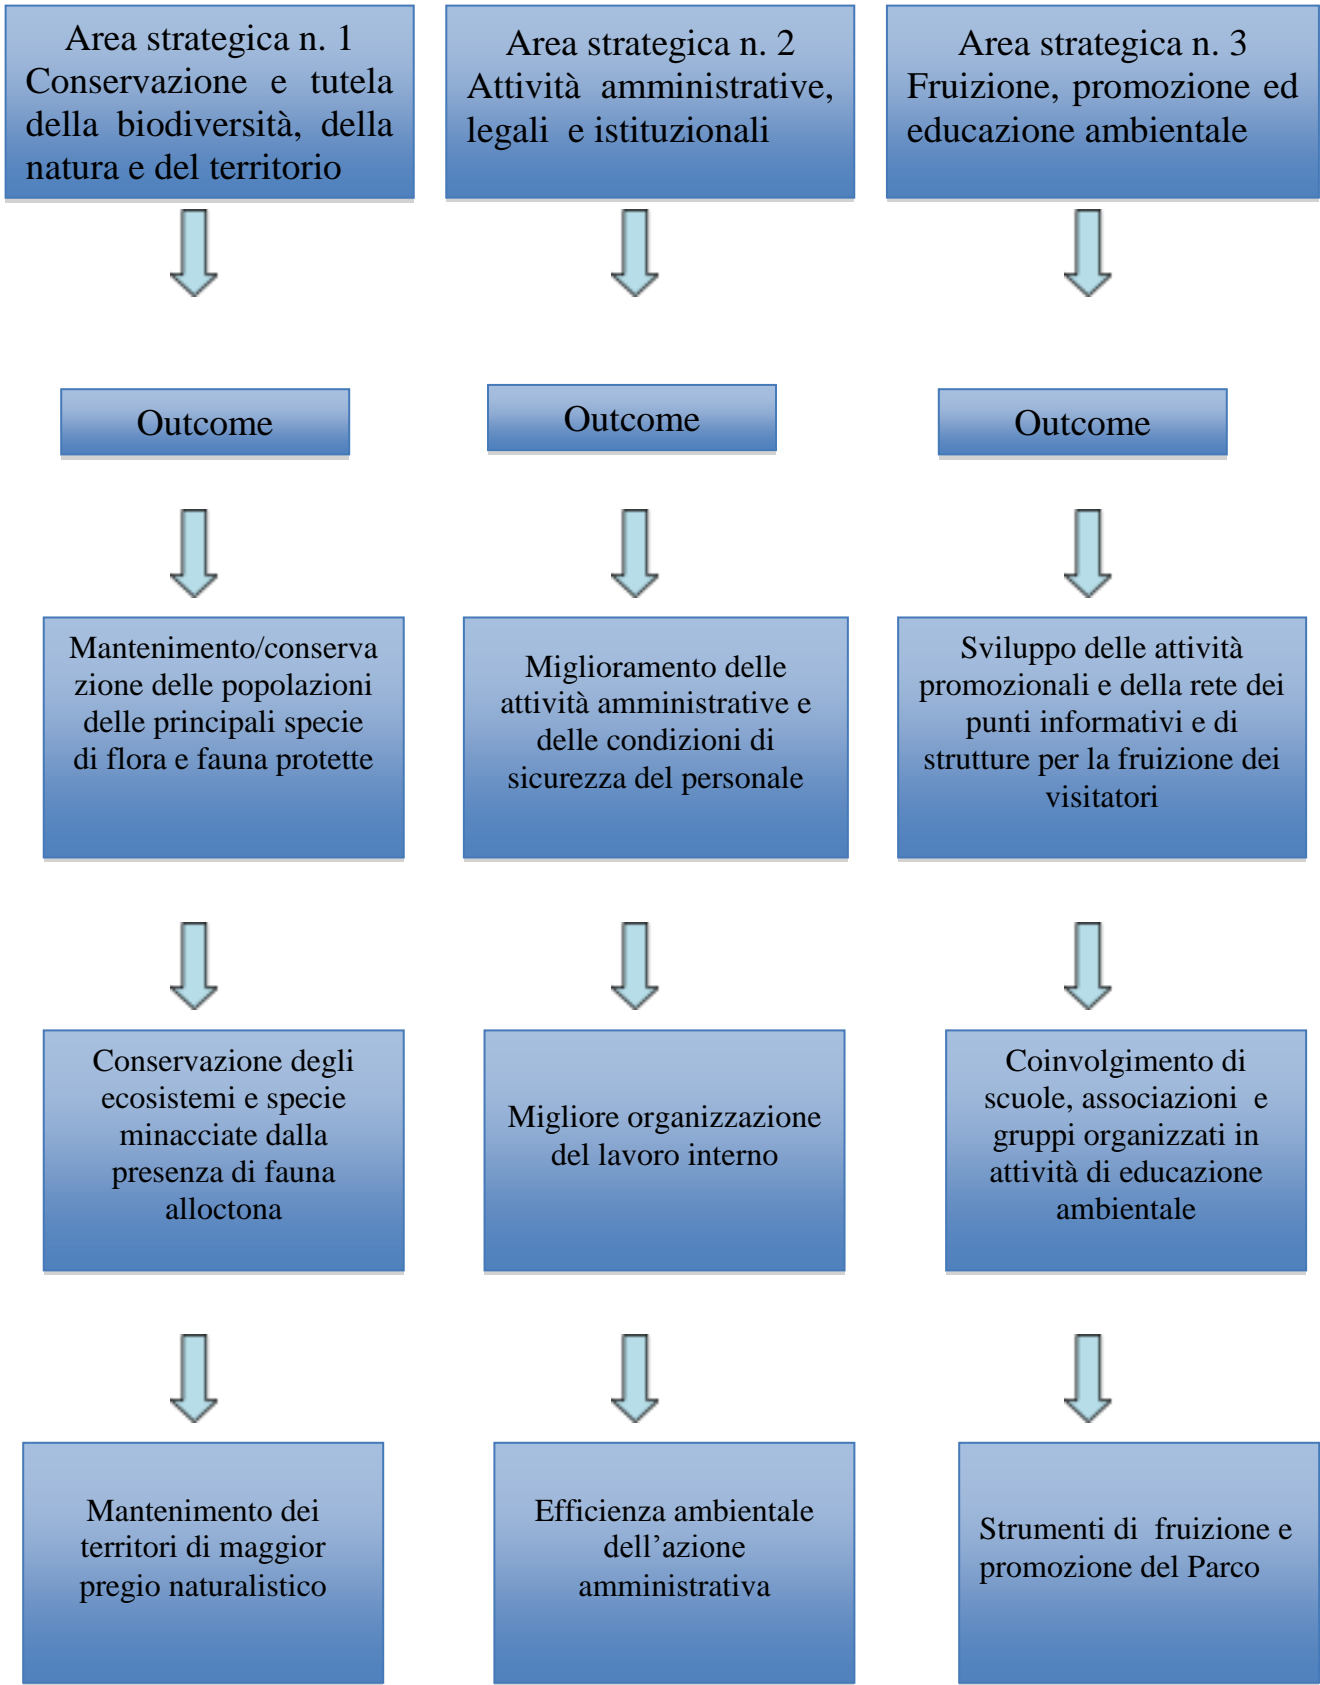 Area strategica n. 1
Conservazione e tutela
della biodiversità, della
natura e del territorio
Area strategica n. 2
Attività amministrative,
legali e istituzionali
Area strategica n. 3
Fruizione, promozione ed
educazione ambientale
Outcome
Outcome
Outcome
Mantenimento/conserva
zione delle popolazioni
delle principali specie
di flora e fauna protette
Miglioramento delle
attività amministrative e
delle condizioni di
sicurezza del personale
Sviluppo delle attività
promozionali e della rete dei
punti informativi e di
strutture per la fruizione dei
visitatori
Conservazione degli
ecosistemi e specie
minacciate dalla
presenza di fauna
alloctona
Migliore organizzazione
del lavoro interno
Coinvolgimento di
scuole, associazioni e
gruppi organizzati in
attività di educazione
ambientale
Mantenimento dei
territori di maggior
pregio naturalistico
Efficienza ambientale
dell’azione
amministrativa
Strumenti di fruizione e
promozione del Parco